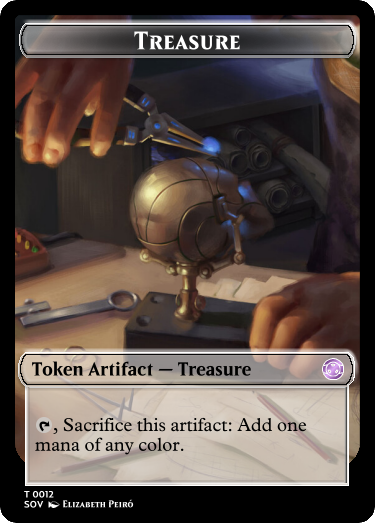 Treasure
Token Artifact — Treasure
, Sacrifice this artifact: Add one
mana of any color.
T 0012
SOV Elizabeth Peiró